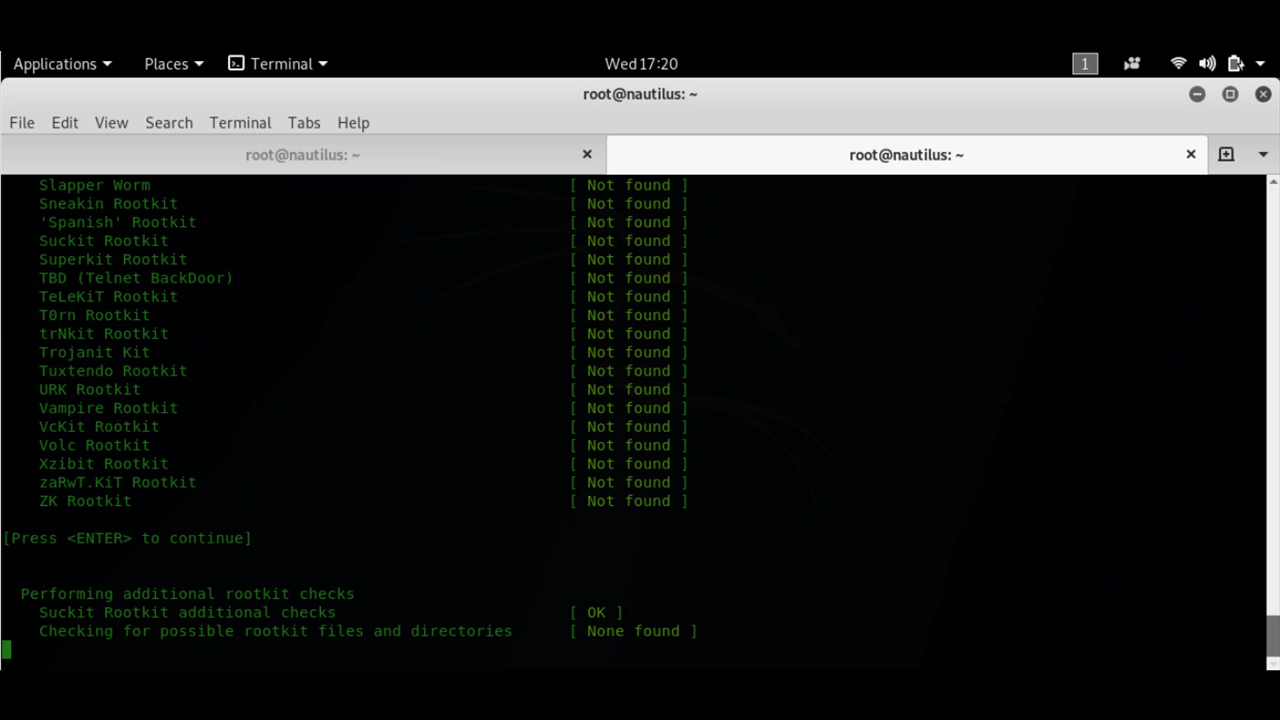 Applications Places Terminal Wed 17:20 1
root@nautilus: ~
File Edit View Search Terminal Tabs Help
root@nautilus: ~ root@nautilus: ~
Slapper Worm [ Not found ]
Sneakin Rootkit [ Not found ]
'Spanish' Rootkit [ Not found ]
Suckit Rootkit [ Not found ]
Superkit Rootkit [ Not found ]
TBD (Telnet BackDoor) [ Not found ]
TeLeKiT Rootkit [ Not found ]
T0rn Rootkit [ Not found ]
trNkit Rootkit [ Not found ]
Trojanit Kit [ Not found ]
Tuxtendo Rootkit [ Not found ]
URK Rootkit [ Not found ]
Vampire Rootkit [ Not found ]
VcKit Rootkit [ Not found ]
Volc Rootkit [ Not found ]
Xzibit Rootkit [ Not found ]
zaRwT.KiT Rootkit [ Not found ]
ZK Rootkit [ Not found ]
[Press <ENTER> to continue]
Performing additional rootkit checks
Suckit Rootkit additional checks [ OK ]
Checking for possible rootkit files and directories [ None found ]